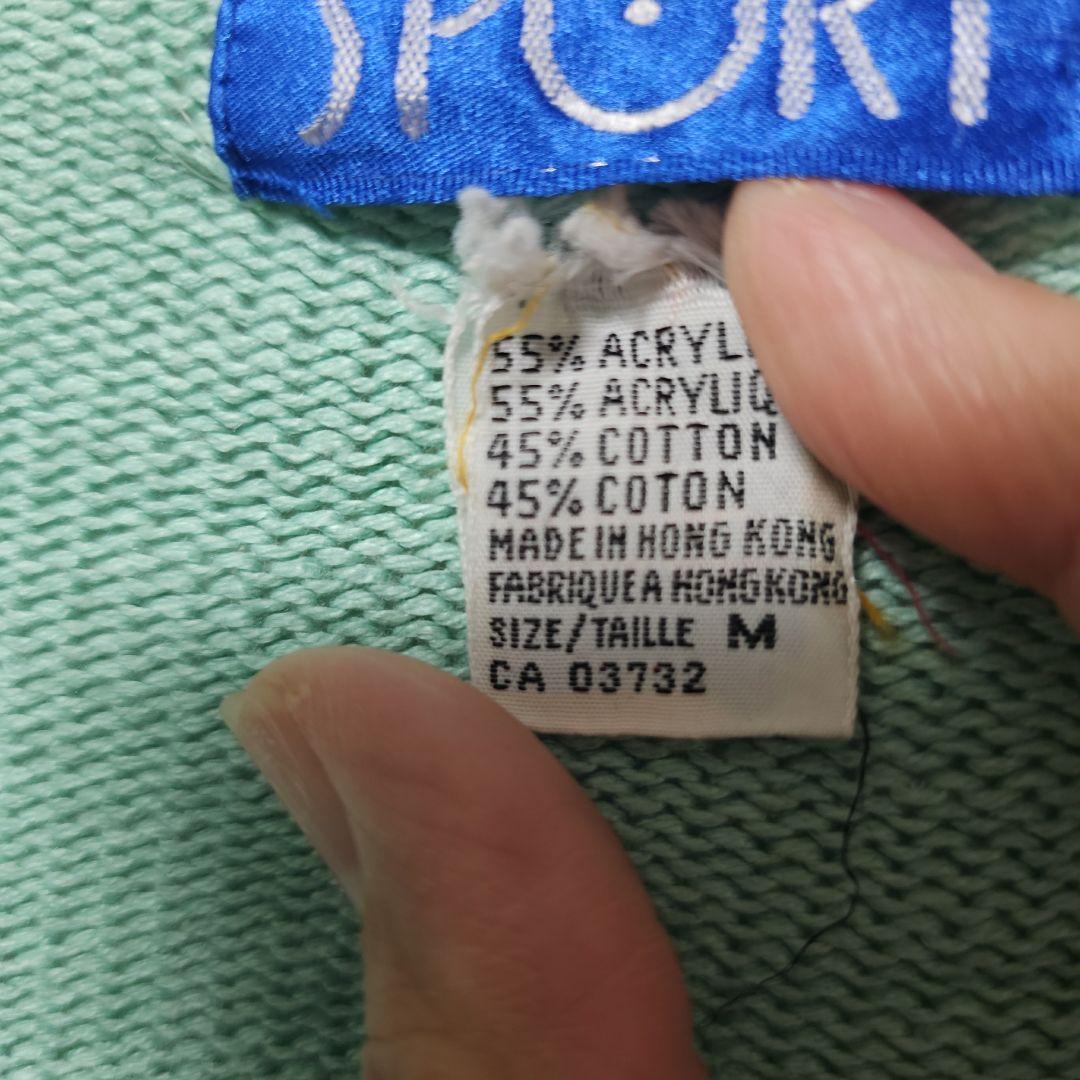 SPORT
55% ACRYL
55% ACRYLIQ
45% COTTON
45% COTON
MADE IN HONG KONG
FABRIQUE A HONG KONG
SIZE/TAILLE M
CA 03732